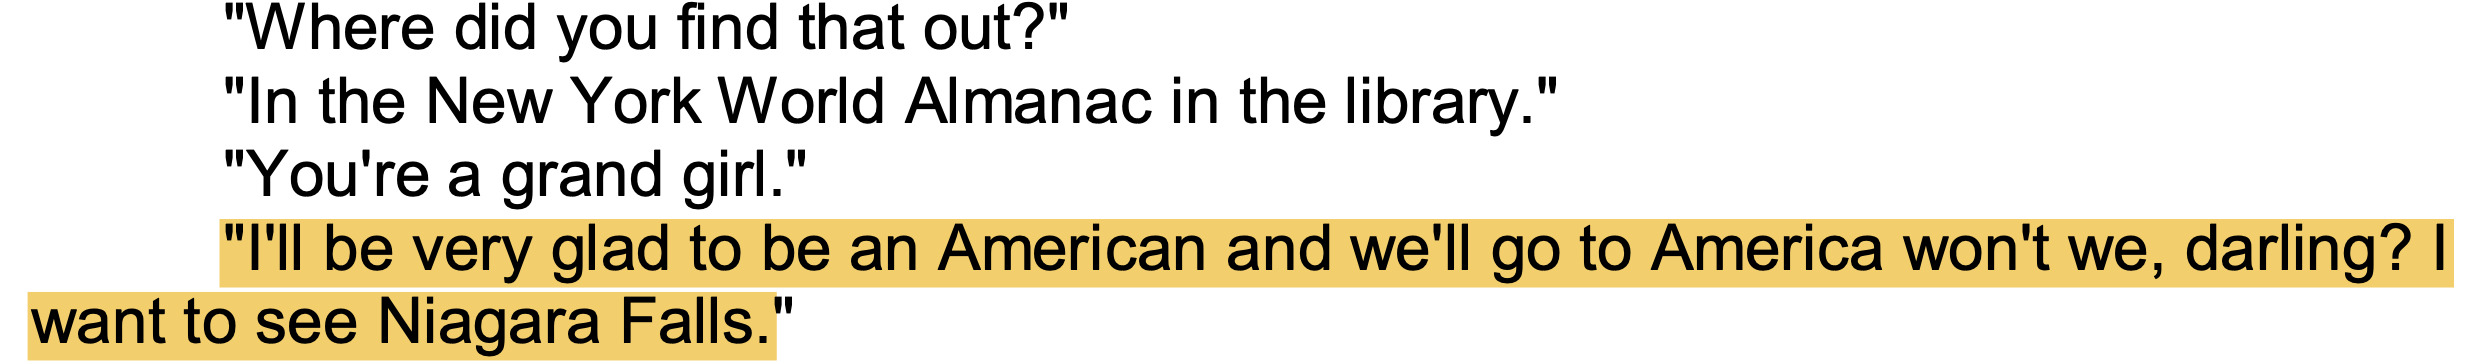 "Where did you find that out?"
"In the New York World Almanac in the library."
"You're a grand girl."
"I'll be very glad to be an American and we'll go to America won't we, darling? I
want to see Niagara Falls."